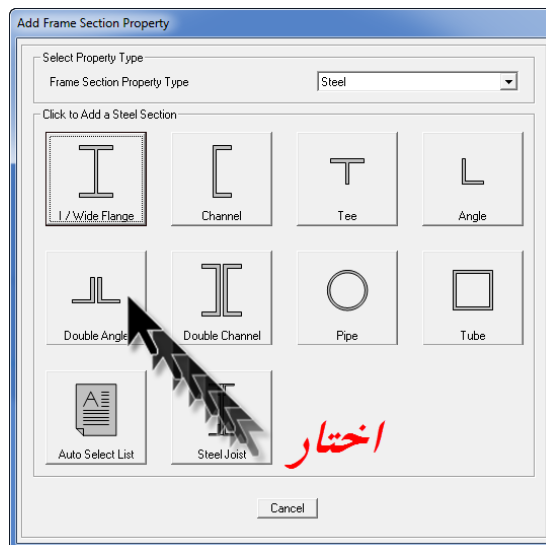 Add Frame Section Property
Select Property Type
Frame Section Property Type
Steel
Click to Add a Steel Section
I / Wide Flange
Channel
Tee
Angle
Double Angle
Double Channel
Pipe
Tube
Auto Select List
Steel Joist
اختار
Cancel